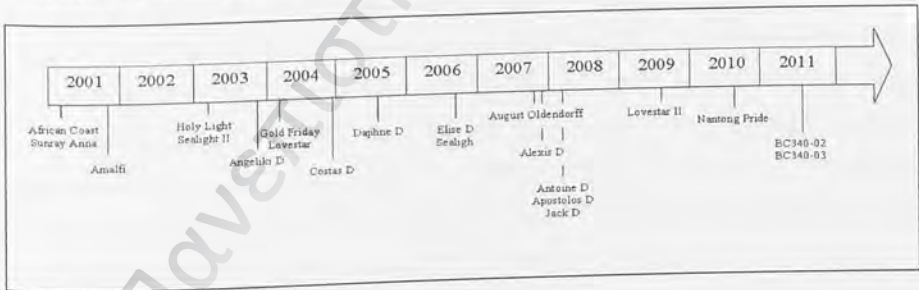 2001 2002 2003 2004 2005 2006 2007 2008 2009 2010 2011
African Coast
Sunray Anna
Amalfi
Holy Light
Sealight II
Angeliki D
Gold Friday
Lovestar
Costas D
Daphne D
Elise D
Sealigh
August Oldendorff
Alexis D
Antoine D
Apostolos D
Jack D
Lovestar II
Nantong Pride
BC340-02
BC340-03